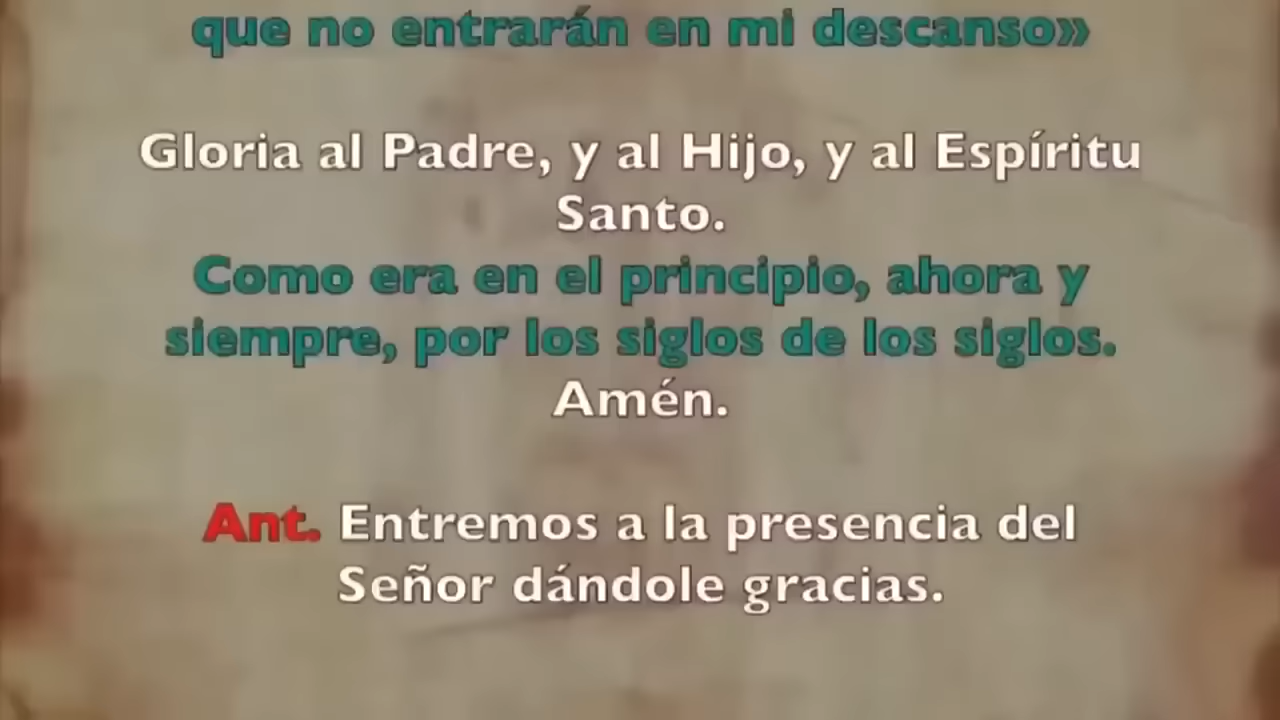 que no entrarán en mi descanso»
Gloria al Padre, y al Hijo, y al Espíritu
Santo.
Como era en el principio, ahora y
siempre, por los siglos de los siglos.
Amén.
Ant. Entremos a la presencia del
Señor dándole gracias.